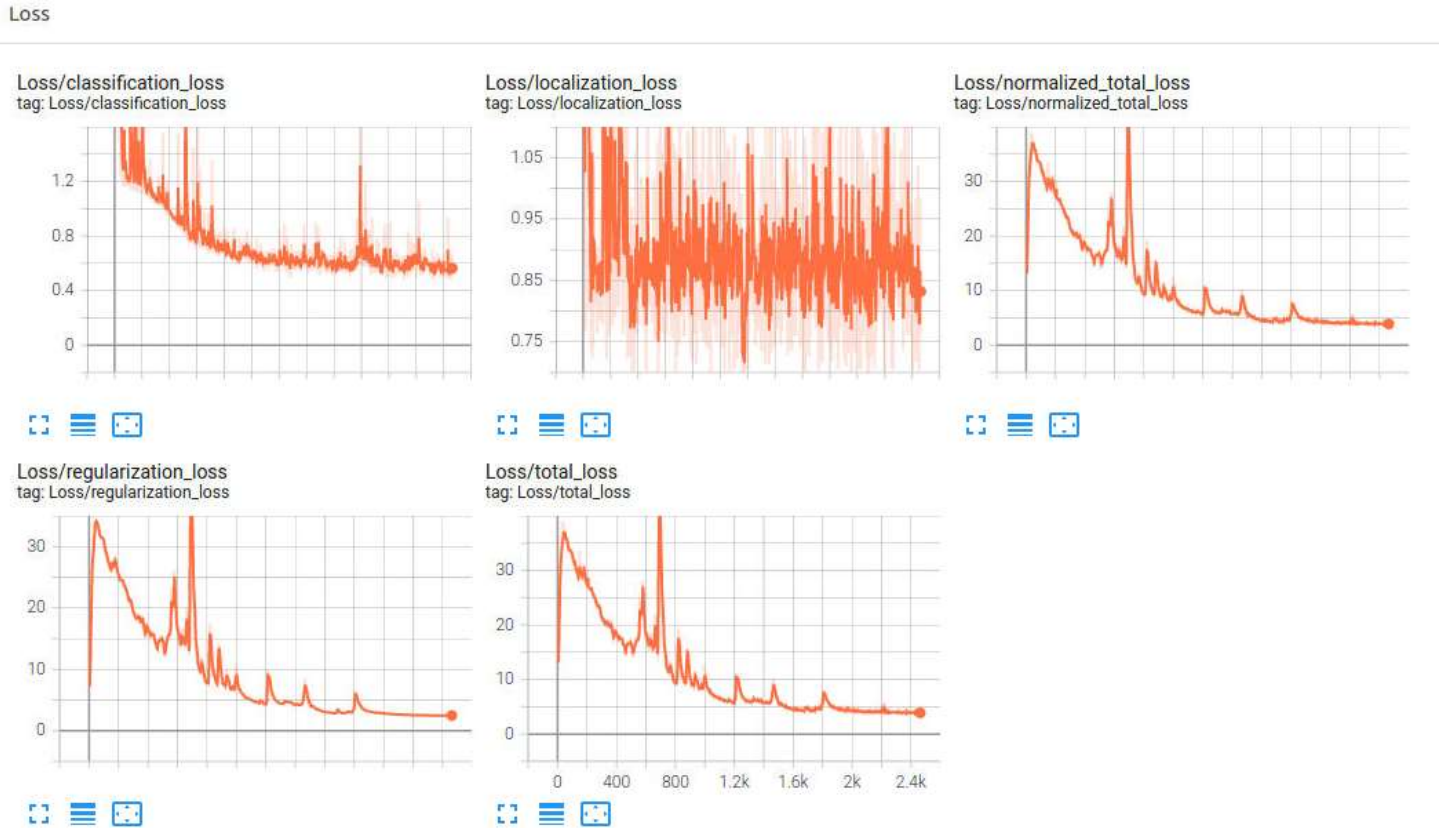 Loss
Loss/classification_loss
tag: Loss/classification_loss
1.2
0.8
0.4
0
Loss/localization_loss
tag: Loss/localization_loss
1.05
0.95
0.85
0.75
Loss/normalized_total_loss
tag: Loss/normalized_total_loss
30
20
10
0
Loss/regularization_loss
tag: Loss/regularization_loss
30
20
10
0
Loss/total_loss
tag: Loss/total_loss
30
20
10
0
0 400 800 1.2k 1.6k 2k 2.4k